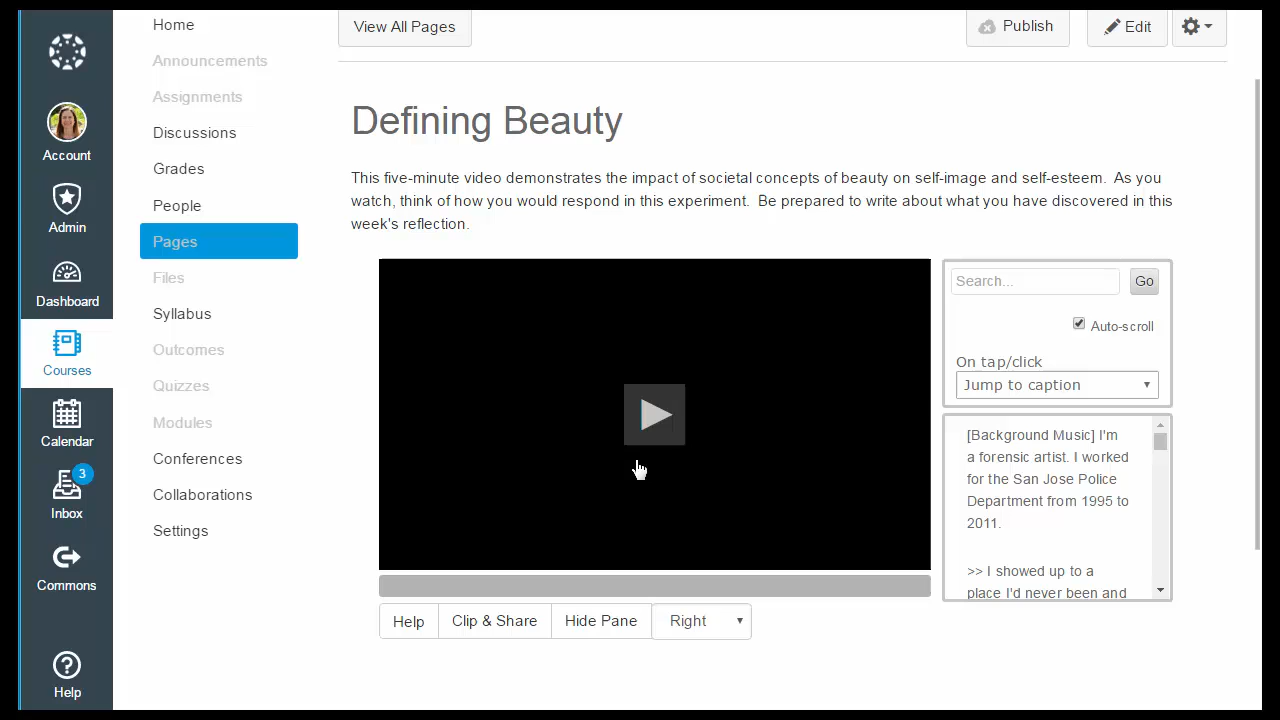 Account
Admin
Dashboard
Courses
Calendar
3
Inbox
Commons
Help
Home
Announcements
Assignments
Discussions
Grades
People
Pages
Files
Syllabus
Outcomes
Quizzes
Modules
Conferences
Collaborations
Settings
View All Pages
Publish
Edit
Defining Beauty
This five-minute video demonstrates the impact of societal concepts of beauty on self-image and self-esteem.  As you
watch, think of how you would respond in this experiment.  Be prepared to write about what you have discovered in this
week's reflection.
Search...
Go
Auto-scroll
On tap/click
Jump to caption
[Background Music] I'm
a forensic artist. I worked
for the San Jose Police
Department from 1995 to
2011.
>> I showed up to a
place I'd never been and
Help
Clip & Share
Hide Pane
Right